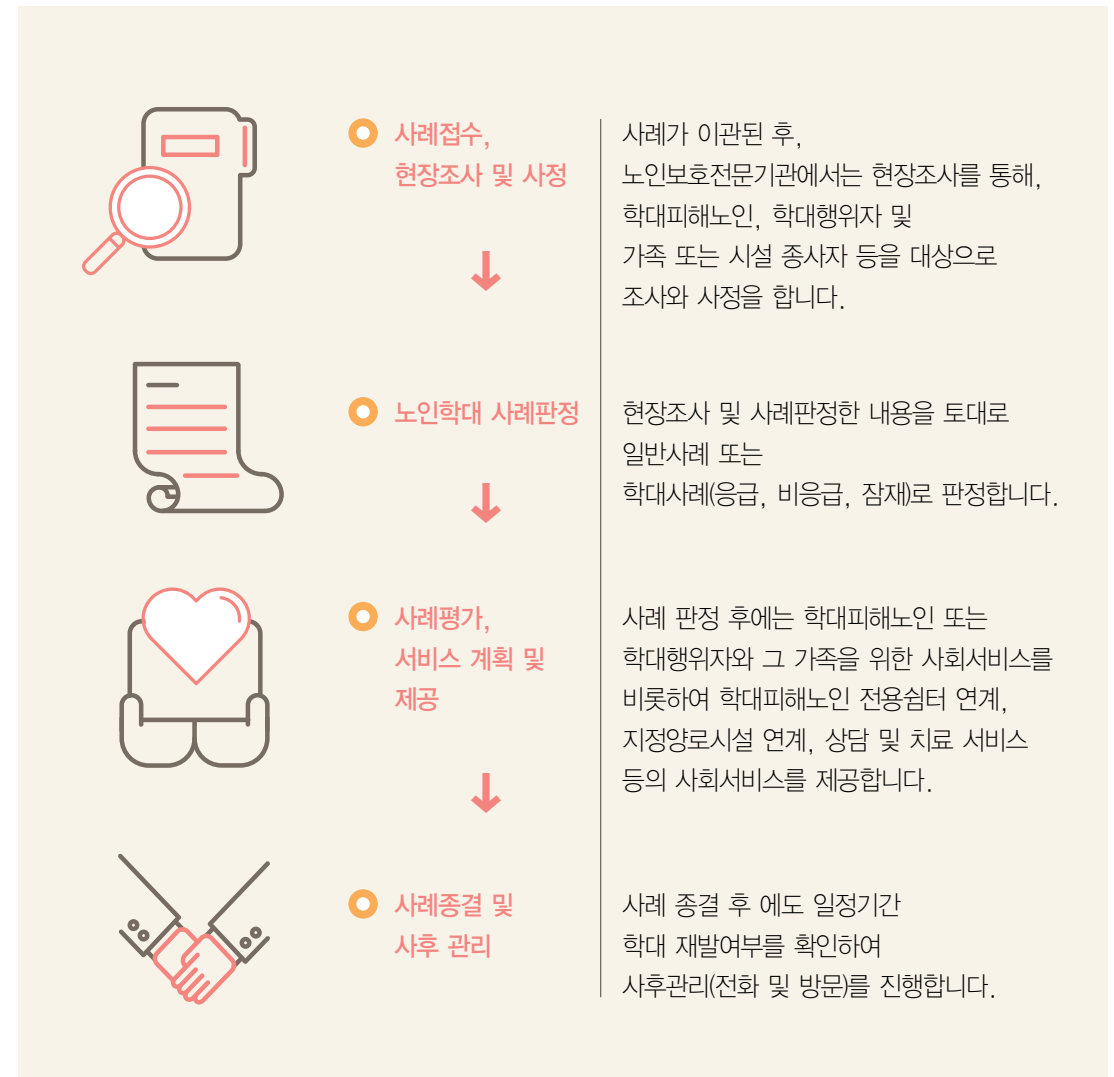 사례접수,
현장조사 및 사정
사례가 이관된 후,
노인보호전문기관에서는 현장조사를 통해,
학대피해노인, 학대행위자 및
가족 또는 시설 종사자 등을 대상으로
조사와 사정을 합니다.
노인학대 사례판정
현장조사 및 사례판정한 내용을 토대로
일반사례 또는
학대사례(응급, 비응급, 잠재)로 판정합니다.
사례평가,
서비스 계획 및
제공
사례 판정 후에는 학대피해노인 또는
학대행위자와 그 가족을 위한 사회서비스를
비롯하여 학대피해노인 전용쉼터 연계,
지정양로시설 연계, 상담 및 치료 서비스
등의 사회서비스를 제공합니다.
사례종결 및
사후 관리
사례 종결 후 에도 일정기간
학대 재발여부를 확인하여
사후관리(전화 및 방문)를 진행합니다.